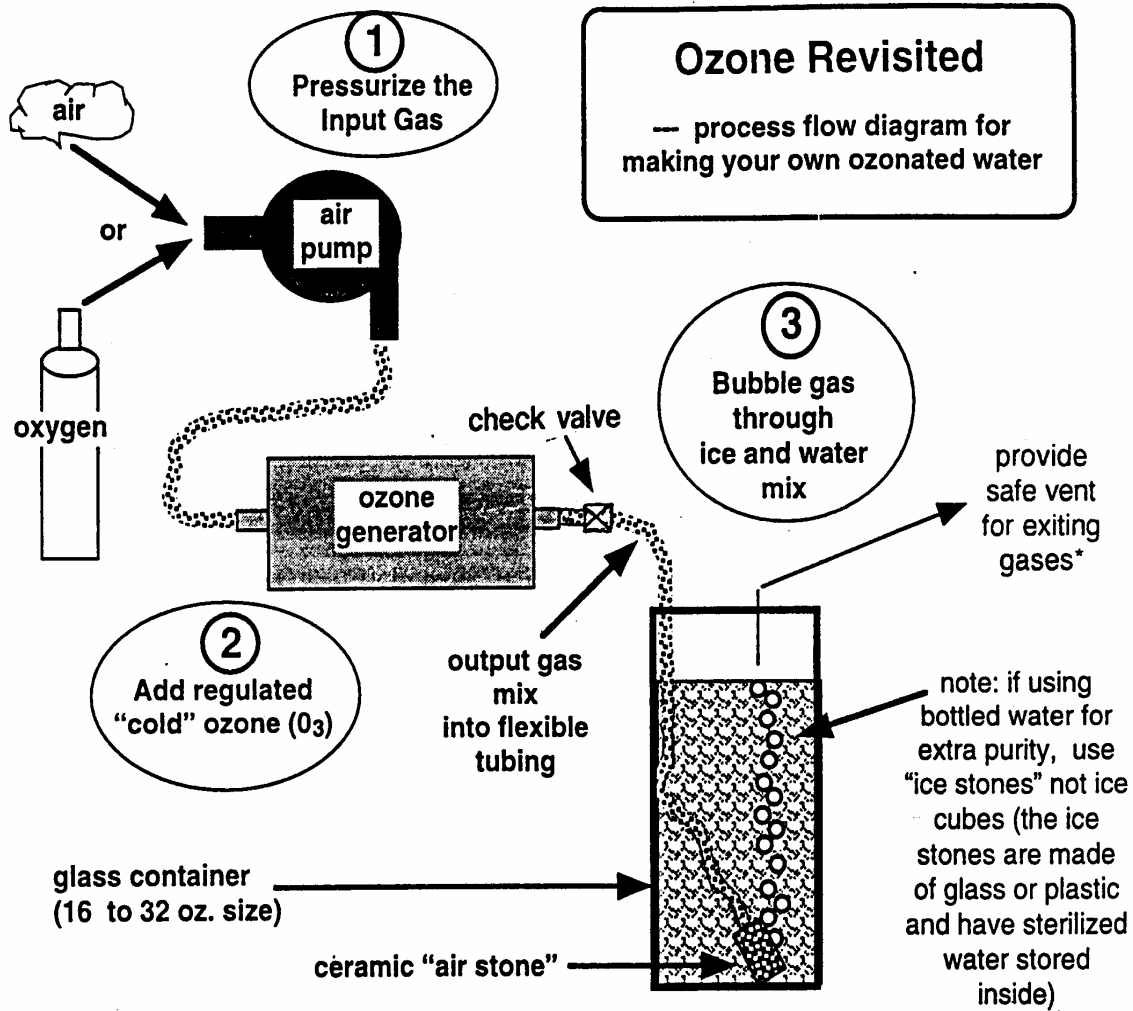 Ozone Revisited
--- process flow diagram for
making your own ozonated water
1
Pressurize the
Input Gas
air
or
oxygen
air
pump
3
Bubble gas
through
ice and water
mix
check valve
ozone
generator
provide
safe vent
for exiting
gases*
2
Add regulated
“cold” ozone (03)
output gas
mix
into flexible
tubing
note: if using
bottled water for
extra purity, use
“ice stones” not ice
cubes (the ice
stones are made
of glass or plastic
and have sterilized
water stored
inside)
glass container
(16 to 32 oz. size)
ceramic “air stone”